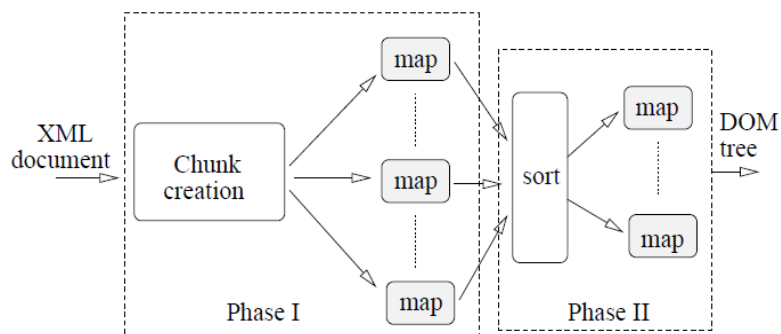 XML
document
Chunk
creation
map
map
map
Phase I
sort
map
map
Phase II
DOM
tree